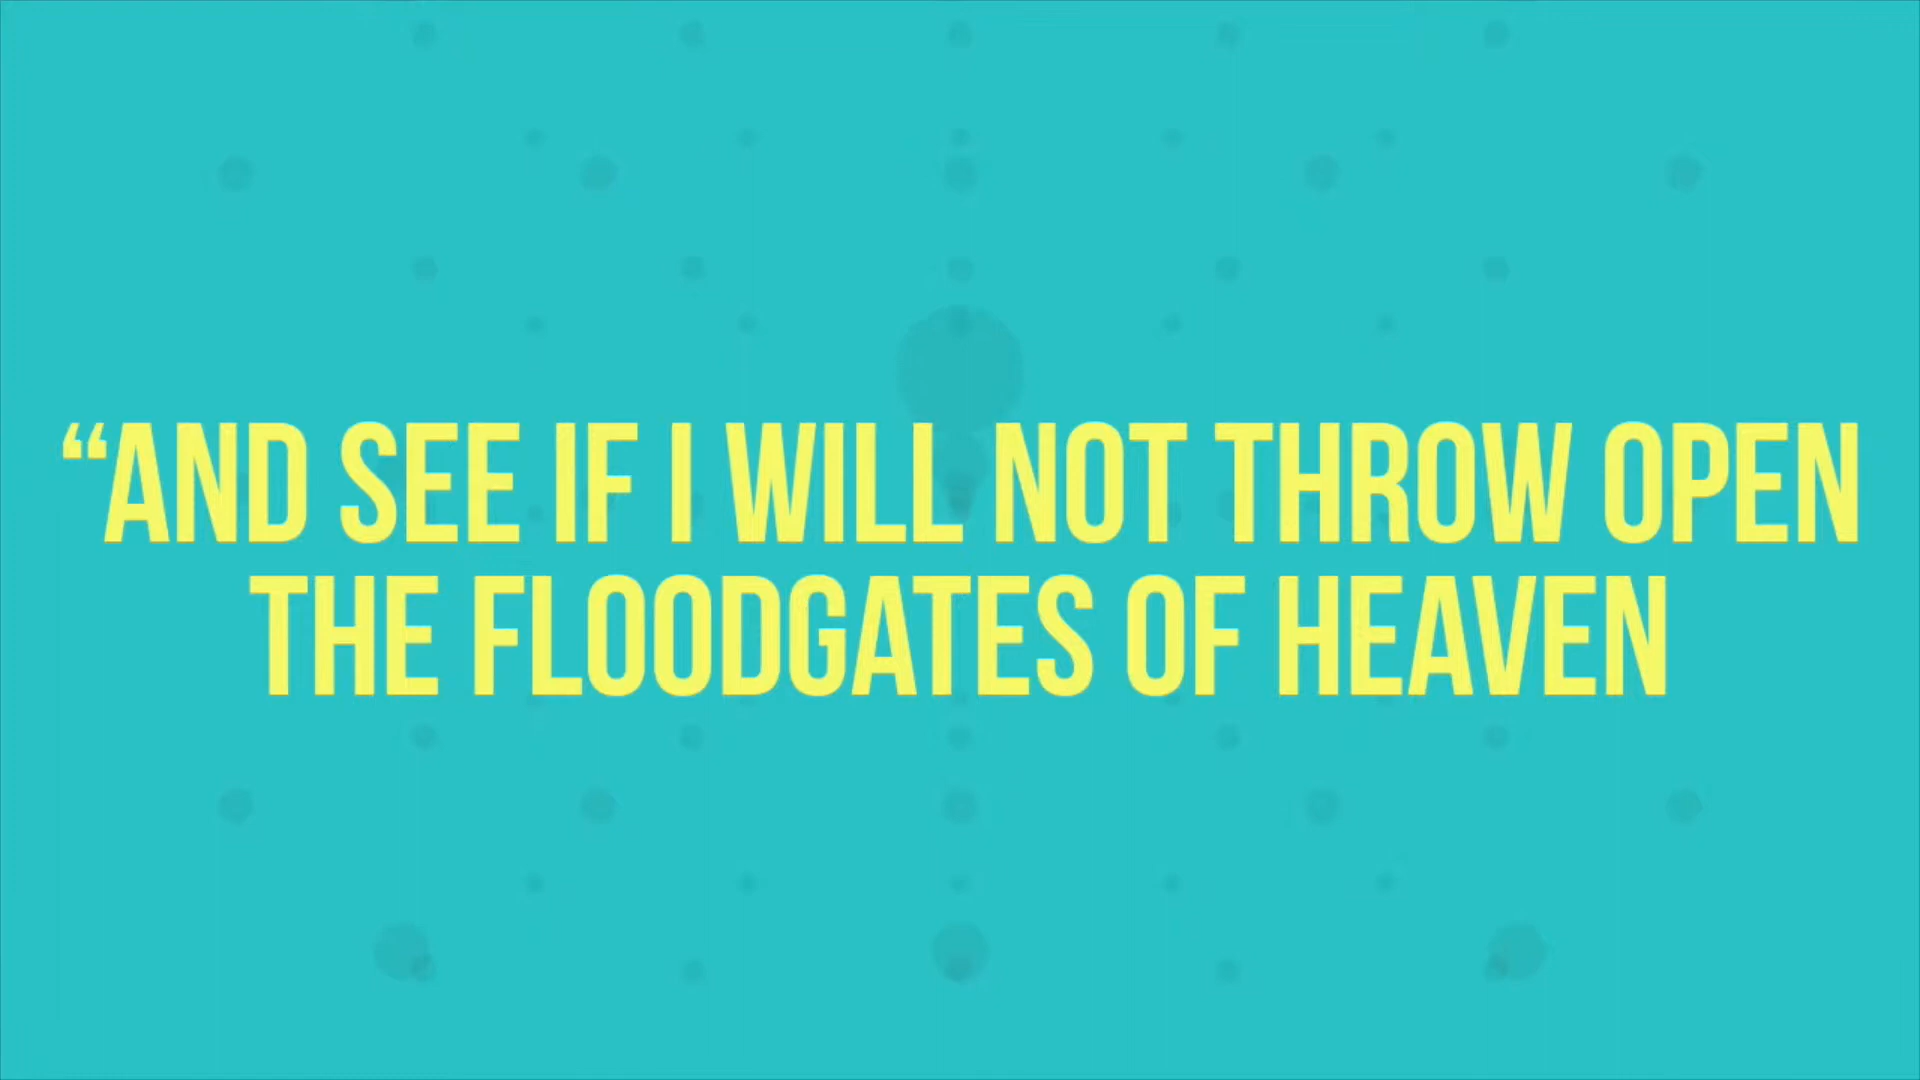 “AND SEE IF I WILL NOT THROW OPEN
THE FLOODGATES OF HEAVEN